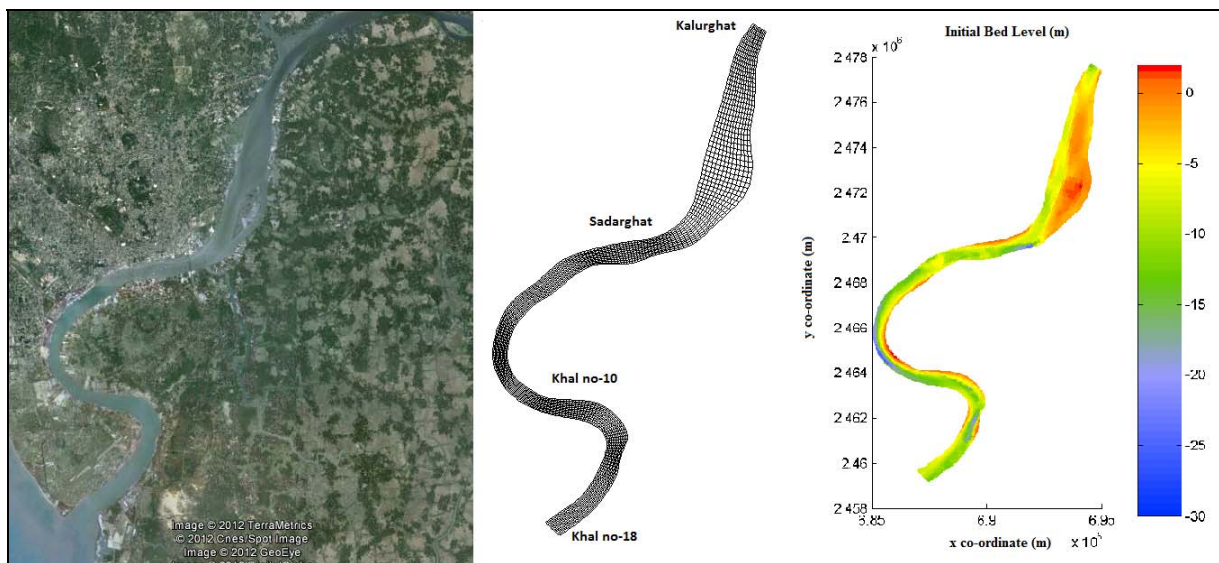 Image © 2012 TerraMetrics
© 2012 Cnes/Spot Image
Image © 2012 GeoEye
Kalurghat
Sadarghat
Khal no-10
Khal no-18
Initial Bed Level (m)
x 10⁶
2 478
2 476
2 474
2 472
2 47
2 468
2 466
2 464
2 462
2 46
2 458
y co-ordinate (m)
6.9
x co-ordinate (m)
0
-5
-10
-15
-20
-25
-30